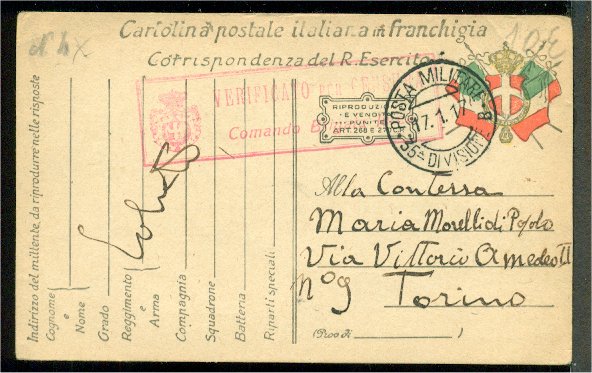 Cartolina postale italiana in franchigia
Corrispondenza del R. Esercito
VERIFICATO PER CENSURA
Comando
RIPRODUZIONE
E VENDITA
PUNITE
ART. 268 E
POSTA MILITARE
17.1.17
35ª DIVISIONE B
Alla Contessa
Maria Morelli di Popolo
Via Vittorio Amedeo II
nº 9
Torino
(Prov. di )
Indirizzo del mittente, da riprodurre nelle risposte
Cognome
e
Nome
Grado
Reggimento
e
Arma
Compagnia
Squadrone
Batteria
Riparti speciali